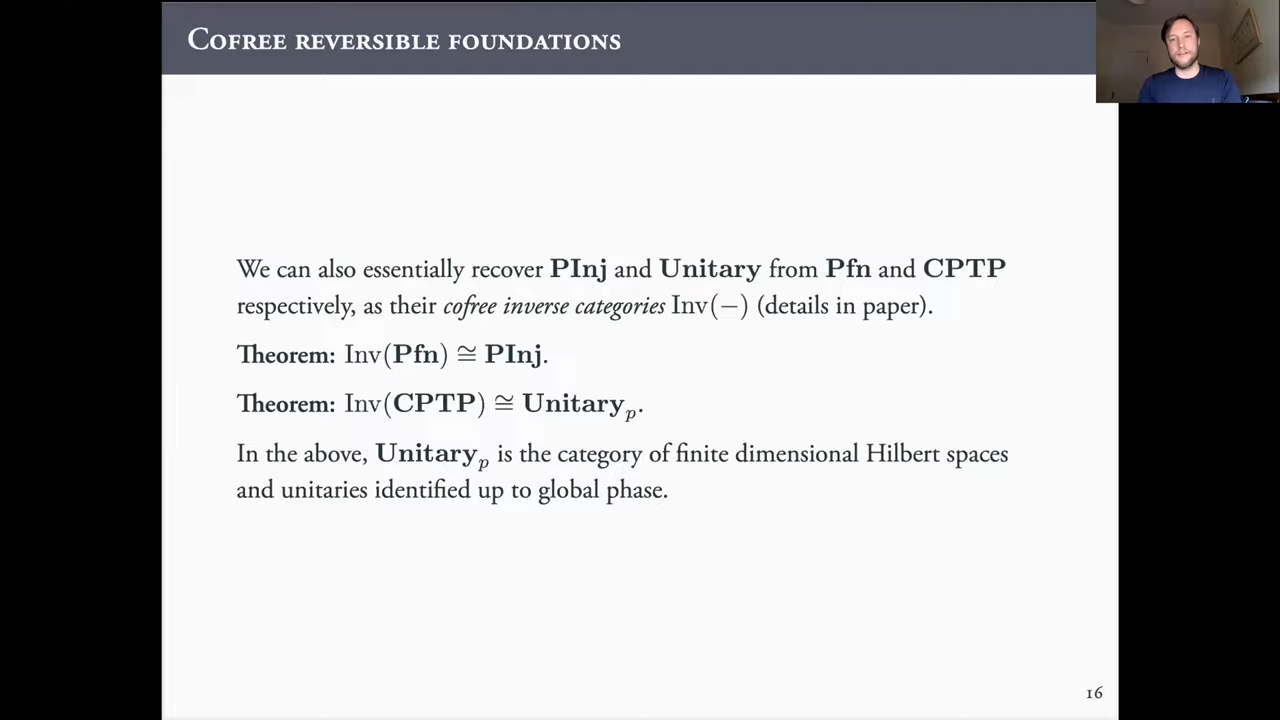 Cofree reversible foundations
We can also essentially recover PInj and Unitary from Pfn and CPTP
respectively, as their cofree inverse categories Inv(−) (details in paper).
Theorem: Inv(Pfn) ≅ PInj.
Theorem: Inv(CPTP) ≅ Unitaryₚ.
In the above, Unitaryₚ is the category of finite dimensional Hilbert spaces
and unitaries identified up to global phase.
16